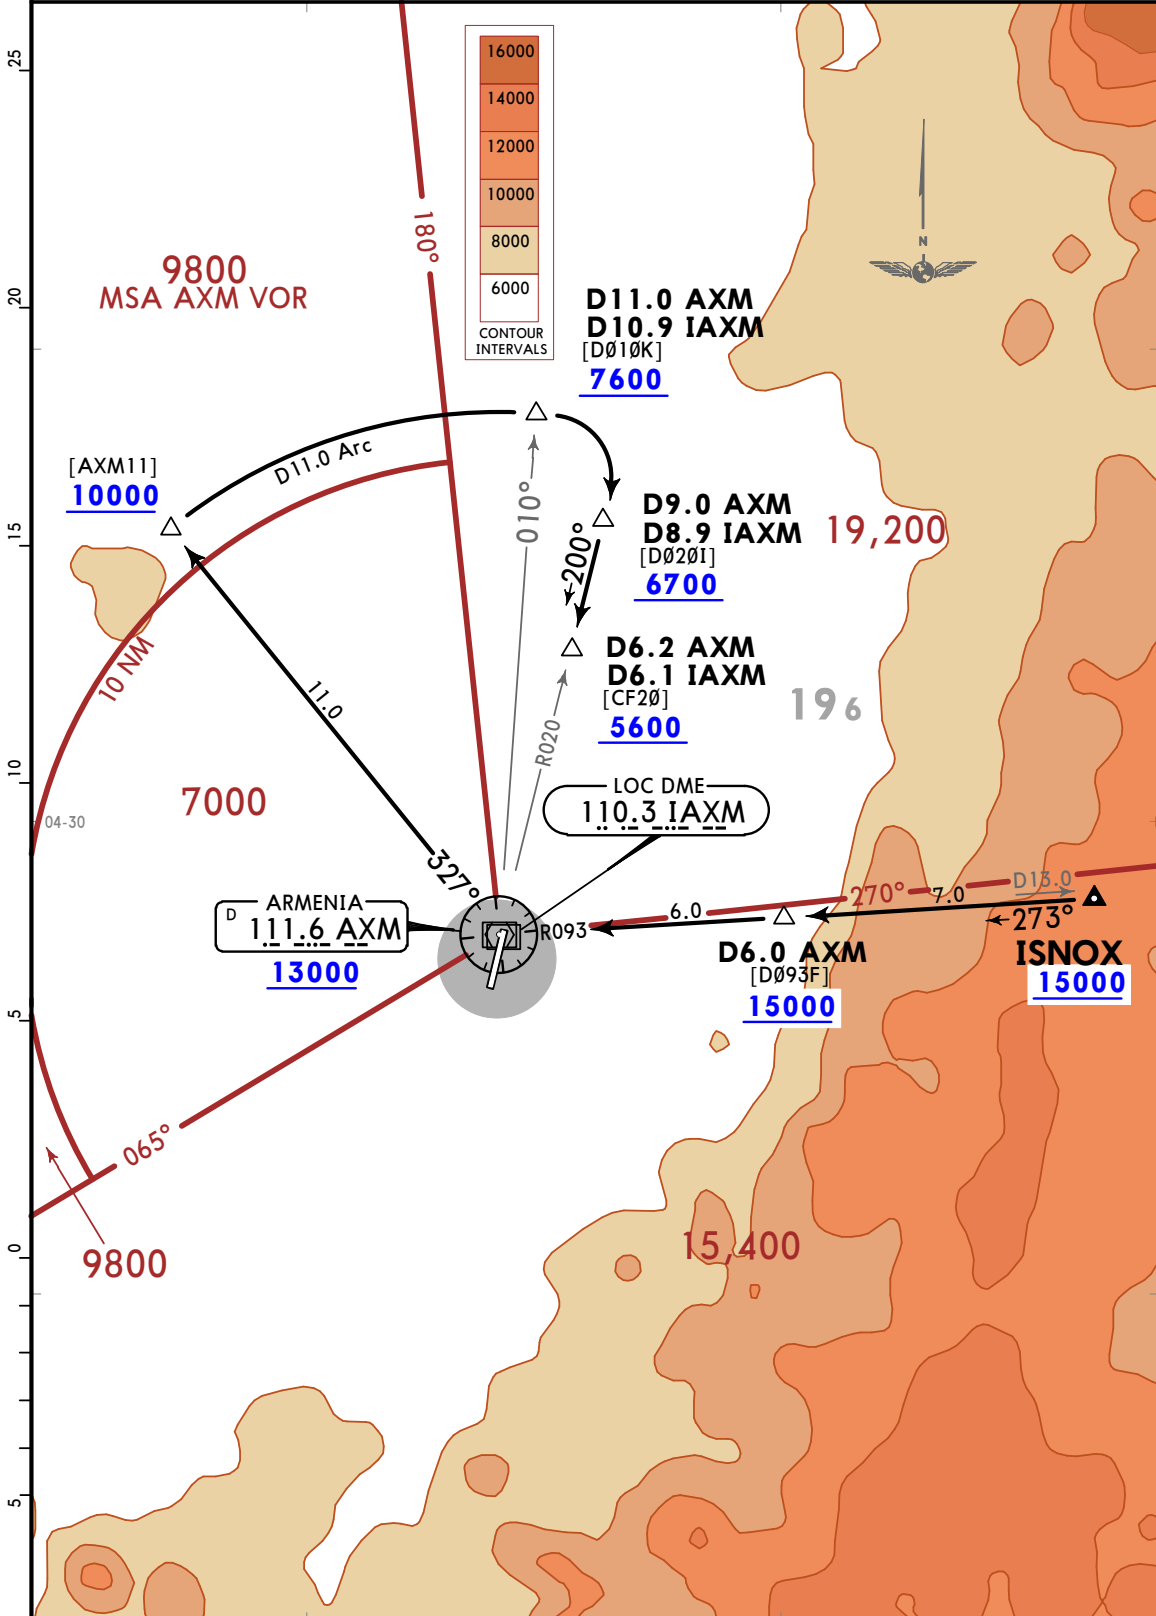 25
20
15
10
5
0
5
16000
14000
12000
10000
8000
6000
CONTOUR
INTERVALS
180°
9800
MSA AXM VOR
N
D11.0 AXM
D10.9 IAXM
[DØ1ØK]
7600
[AXM11]
10000
D11.0 Arc
010°
D9.0 AXM
D8.9 IAXM
[DØ2ØI]
6700
19,200
200°
D6.2 AXM
D6.1 IAXM
[CF2Ø]
5600
196
10 NM
11.0
R020
7000
04-30
LOC DME
110.3 IAXM
327°
D
ARMENIA
111.6 AXM
13000
R093
6.0
270°
7.0
D13.0
273°
D6.0 AXM
[DØ93F]
15000
ISNOX
15000
065°
9800
15,400